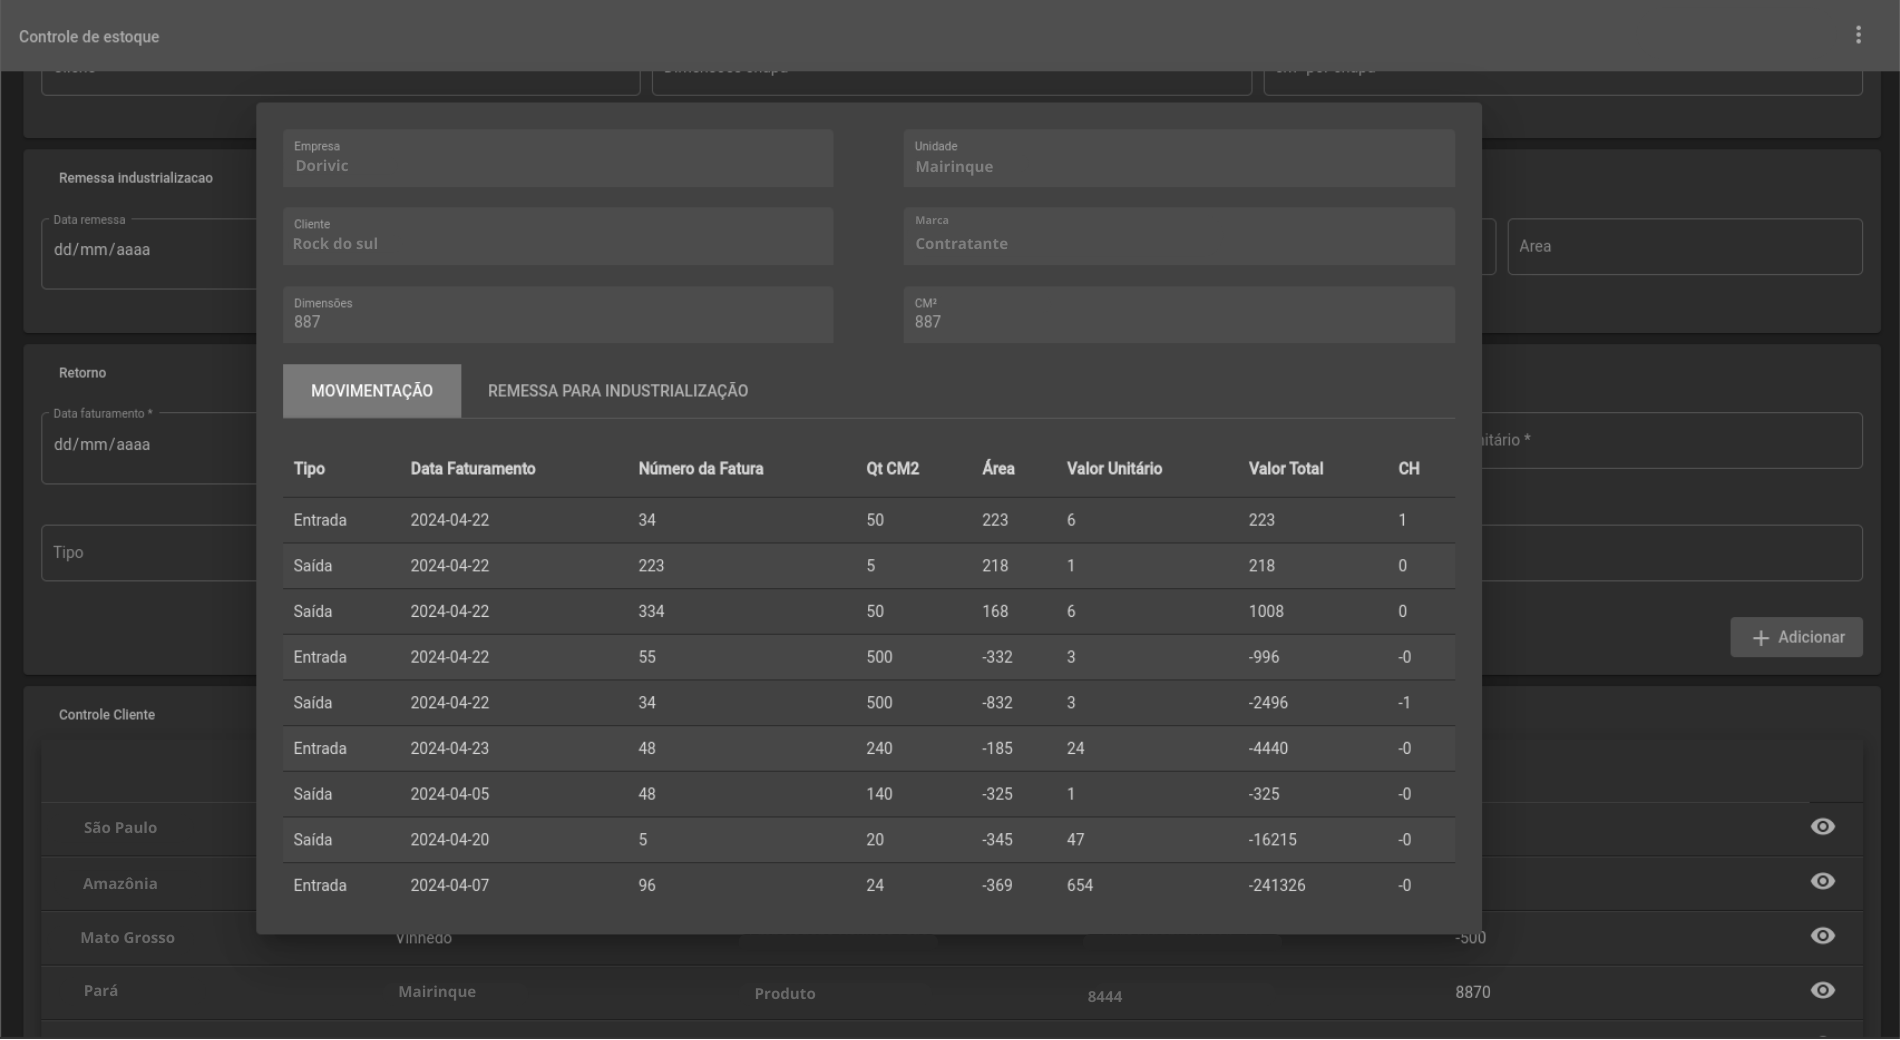 Controle de estoque
Empresa
Dorivic
Unidade
Mairinque
Cliente
Rock do sul
Marca
Contratante
Dimensões
887
CM²
887
MOVIMENTAÇÃO REMESSA PARA INDUSTRIALIZAÇÃO
Tipo Data Faturamento Número da Fatura Qt CM2 Área Valor Unitário Valor Total CH
Entrada 2024-04-22 34 50 223 6 223 1
Saída 2024-04-22 223 5 218 1 218 0
Saída 2024-04-22 334 50 168 6 1008 0
Entrada 2024-04-22 55 500 -332 3 -996 -0
Saída 2024-04-22 34 500 -832 3 -2496 -1
Entrada 2024-04-23 48 240 -185 24 -4440 -0
Saída 2024-04-05 48 140 -325 1 -325 -0
Saída 2024-04-20 5 20 -345 47 -16215 -0
Entrada 2024-04-07 96 24 -369 654 -241326 -0
Remessa industrializacao
Data remessa
dd/mm/aaaa
Area
Retorno
Data faturamento *
dd/mm/aaaa
itário *
Tipo
+ Adicionar
Controle Cliente
São Paulo
Amazônia
Mato Grosso Vinhedo -500
Pará Mairinque Produto 8444 8870